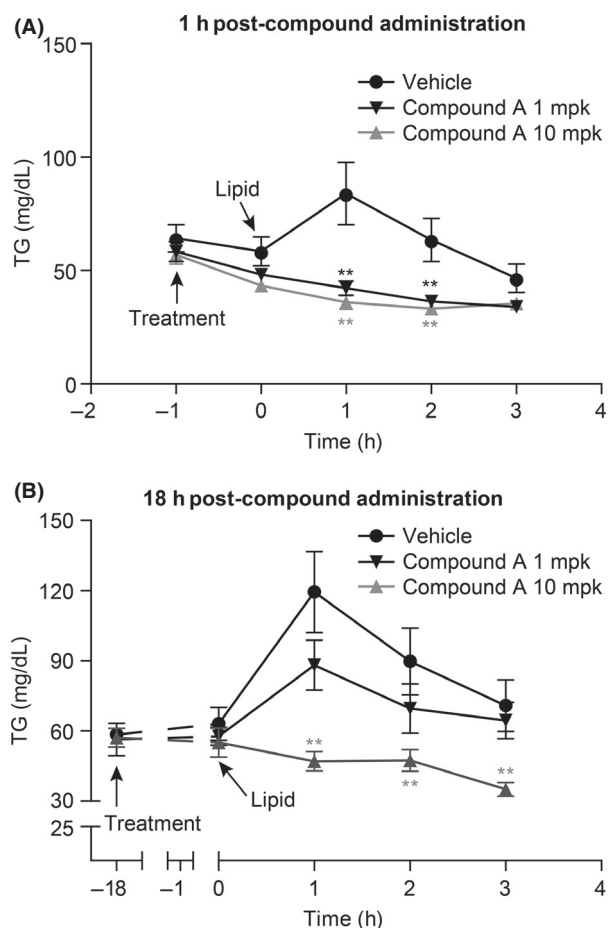 (A)
1 h post-compound administration
150
100
50
0
TG (mg/dL)
Vehicle
Compound A 1 mpk
Compound A 10 mpk
Lipid
Treatment
**
**
**
**
–2
–1
0
1
2
3
4
Time (h)
(B)
18 h post-compound administration
150
120
90
60
30
25
TG (mg/dL)
Vehicle
Compound A 1 mpk
Compound A 10 mpk
**
**
**
Lipid
Treatment
–18
–1
0
1
2
3
4
Time (h)